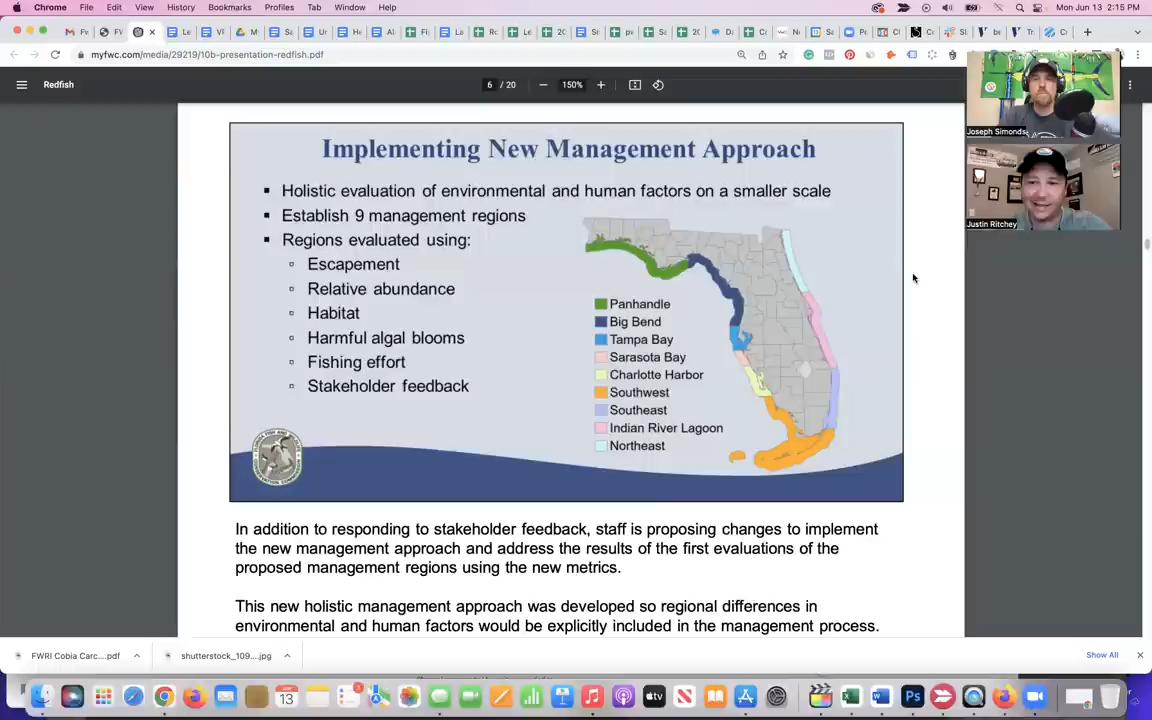 Chrome File Edit View History Bookmarks Profiles Tab Window Help
Mon Jun 13 2:15 PM
myfwc.com/media/29219/10b-presentation-redfish.pdf
Redfish
6 / 20
150%
Joseph Simonds
Justin Ritchey
Implementing New Management Approach
Holistic evaluation of environmental and human factors on a smaller scale
Establish 9 management regions
Regions evaluated using:
Escapement
Relative abundance
Habitat
Harmful algal blooms
Fishing effort
Stakeholder feedback
Panhandle
Big Bend
Tampa Bay
Sarasota Bay
Charlotte Harbor
Southwest
Southeast
Indian River Lagoon
Northeast
In addition to responding to stakeholder feedback, staff is proposing changes to implement
the new management approach and address the results of the first evaluations of the
proposed management regions using the new metrics.
This new holistic management approach was developed so regional differences in
environmental and human factors would be explicitly included in the management process.
FWRI Cobia Carc....pdf
shutterstock_109....jpg
Show All